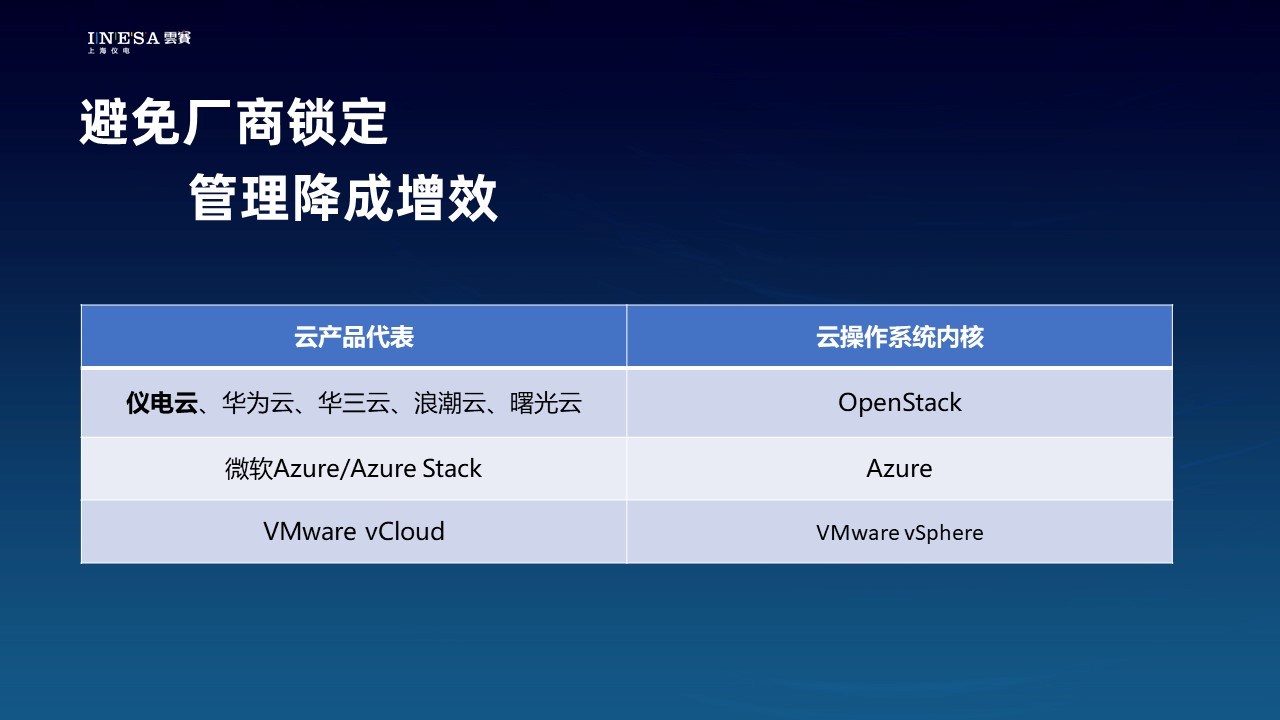 INESA 雲賽
上海仪电
避免厂商锁定
管理降成增效
云产品代表
云操作系统内核
仪电云、华为云、华三云、浪潮云、曙光云
OpenStack
微软Azure/Azure Stack
Azure
VMware vCloud
VMware vSphere